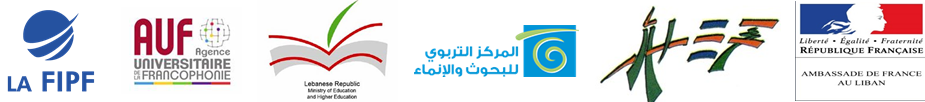 LA FIPF
AUF
Agence
UNIVERSITAIRE
DE LA
FRANCOPHONIE
Lebanese Republic
Ministry of Education
and Higher Education
المركز التربوي
للبحوث والإنماء
Liberté • Égalité • Fraternité
RÉPUBLIQUE FRANÇAISE
AMBASSADE DE FRANCE
AU LIBAN